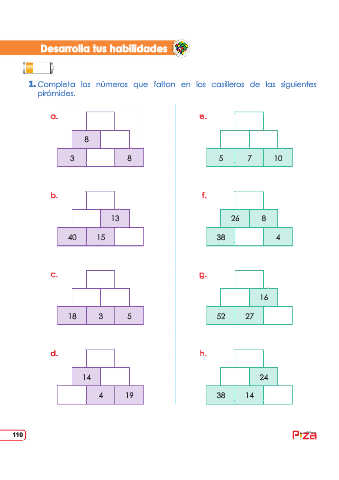 Desarrolla tus habilidades
1. Completa los números que faltan en los casilleros de las siguientes
pirámides.
a.
8
3 8
e.
5 7 10
b.
13
40 15
f.
26 8
38 4
c.
18 3 5
g.
16
52 27
d.
14
4 19
h.
24
38 14
110
Piza